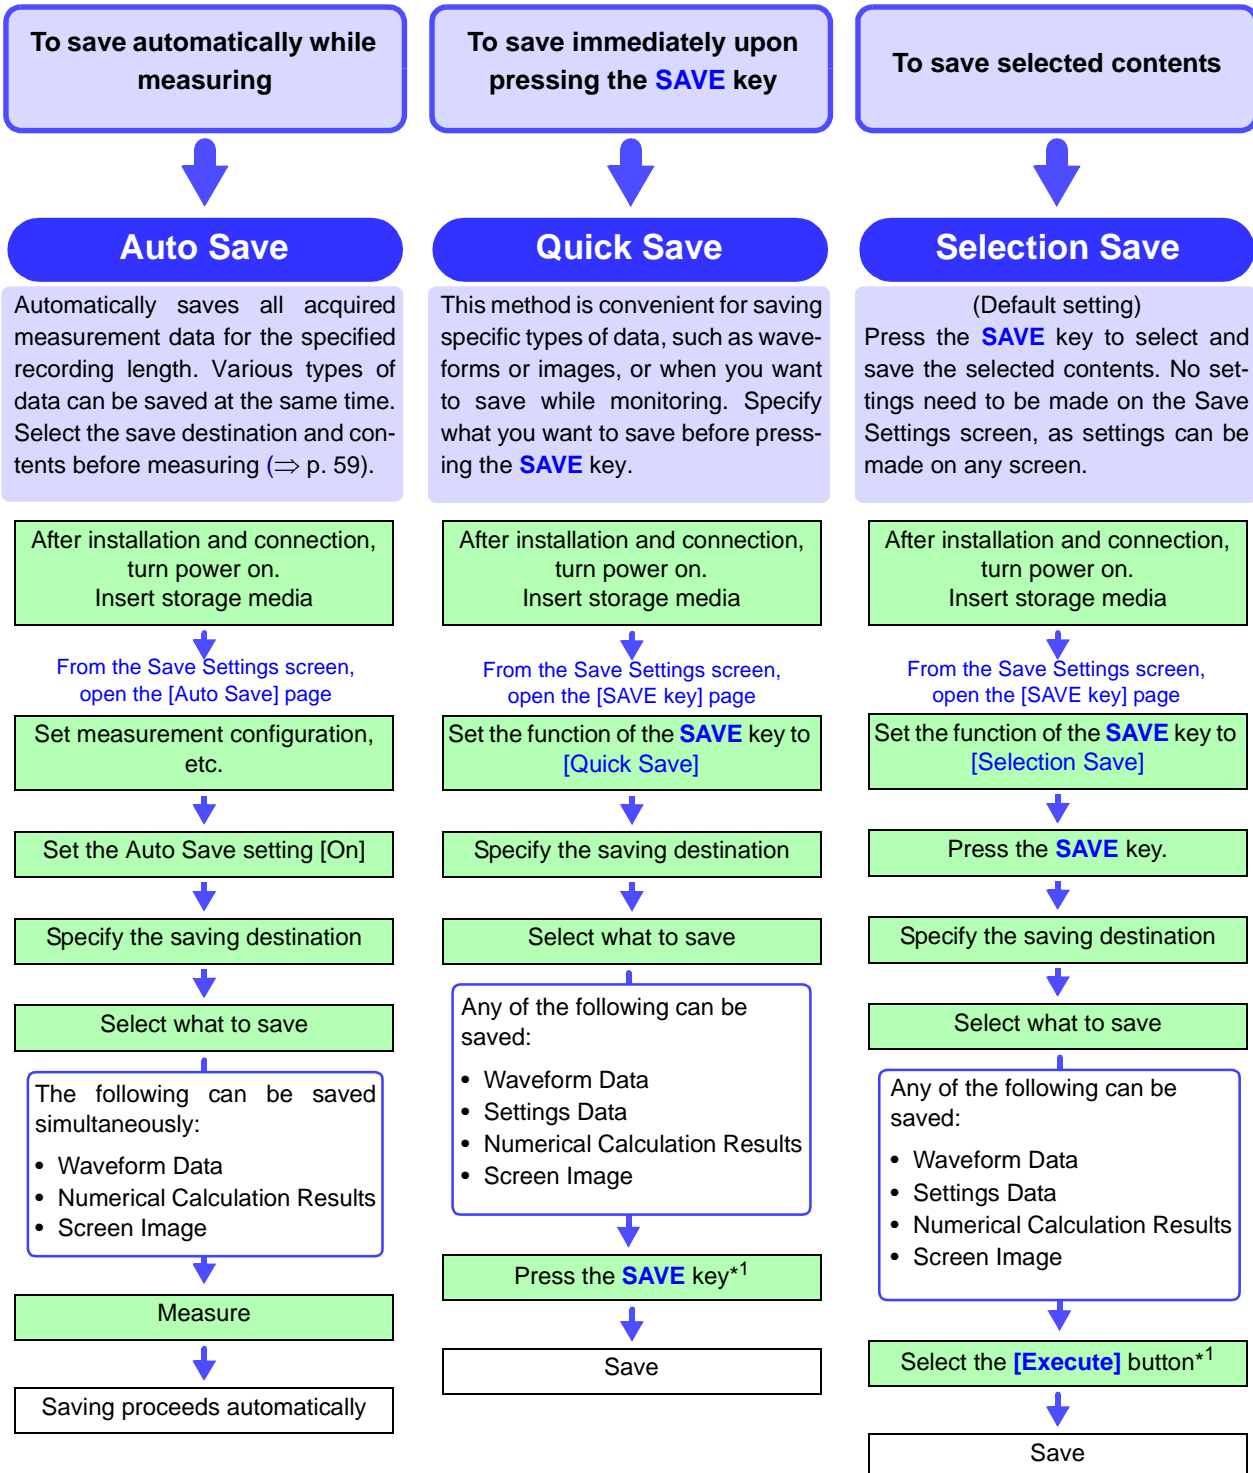 To save automatically while
measuring
Auto Save
Automatically saves all acquired
measurement data for the specified
recording length. Various types of
data can be saved at the same time.
Select the save destination and con-
tents before measuring (⇒ p. 59).
After installation and connection,
turn power on.
Insert storage media
From the Save Settings screen,
open the [Auto Save] page
Set measurement configuration,
etc.
Set the Auto Save setting [On]
Specify the saving destination
Select what to save
The following can be saved
simultaneously:
• Waveform Data
• Numerical Calculation Results
• Screen Image
Measure
Saving proceeds automatically
To save immediately upon
pressing the SAVE key
Quick Save
This method is convenient for saving
specific types of data, such as wave-
forms or images, or when you want
to save while monitoring. Specify
what you want to save before press-
ing the SAVE key.
After installation and connection,
turn power on.
Insert storage media
From the Save Settings screen,
open the [SAVE key] page
Set the function of the SAVE key to
[Quick Save]
Specify the saving destination
Select what to save
Any of the following can be
saved:
• Waveform Data
• Settings Data
• Numerical Calculation Results
• Screen Image
Press the SAVE key*1
Save
To save selected contents
Selection Save
(Default setting)
Press the SAVE key to select and
save the selected contents. No set-
tings need to be made on the Save
Settings screen, as settings can be
made on any screen.
After installation and connection,
turn power on.
Insert storage media
From the Save Settings screen,
open the [SAVE key] page
Set the function of the SAVE key to
[Selection Save]
Press the SAVE key.
Specify the saving destination
Select what to save
Any of the following can be
saved:
• Waveform Data
• Settings Data
• Numerical Calculation Results
• Screen Image
Select the [Execute] button*1
Save